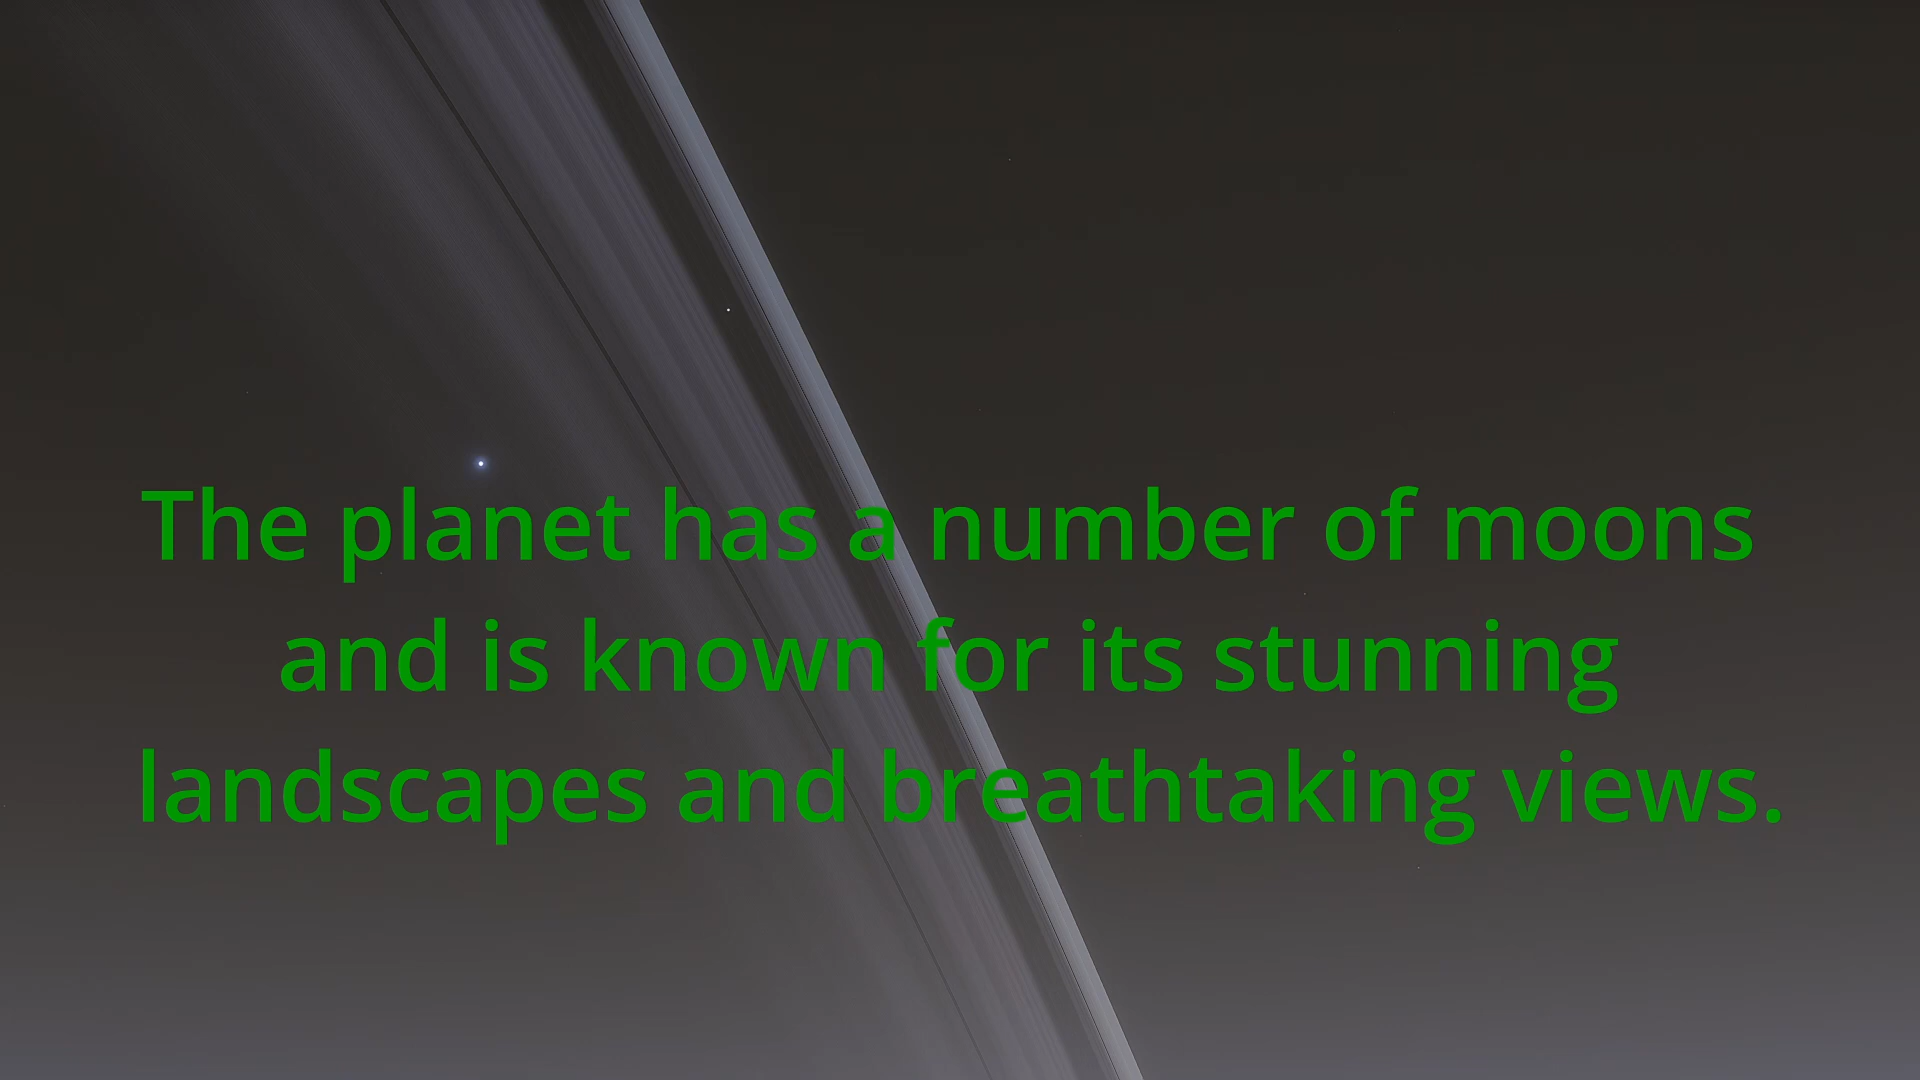 The planet has a number of moons
and is known for its stunning
landscapes and breathtaking views.